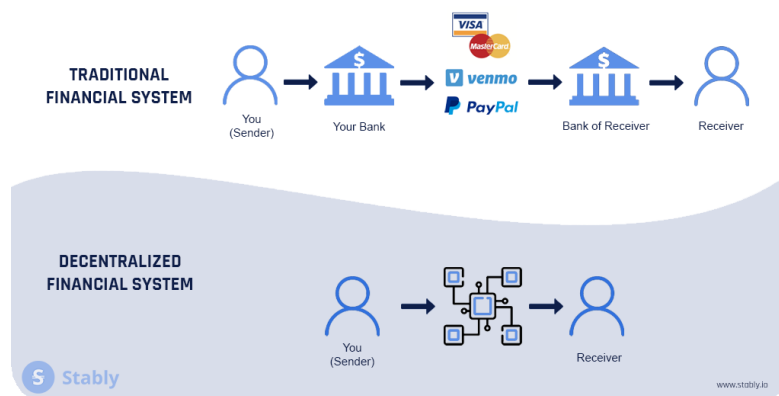 TRADITIONAL
FINANCIAL SYSTEM
$
VISA
MasterCard
venmo
PayPal
$
You
(Sender)
Your Bank
Bank of Receiver
Receiver
DECENTRALIZED
FINANCIAL SYSTEM
You
(Sender)
Receiver
Stably
www.stably.io